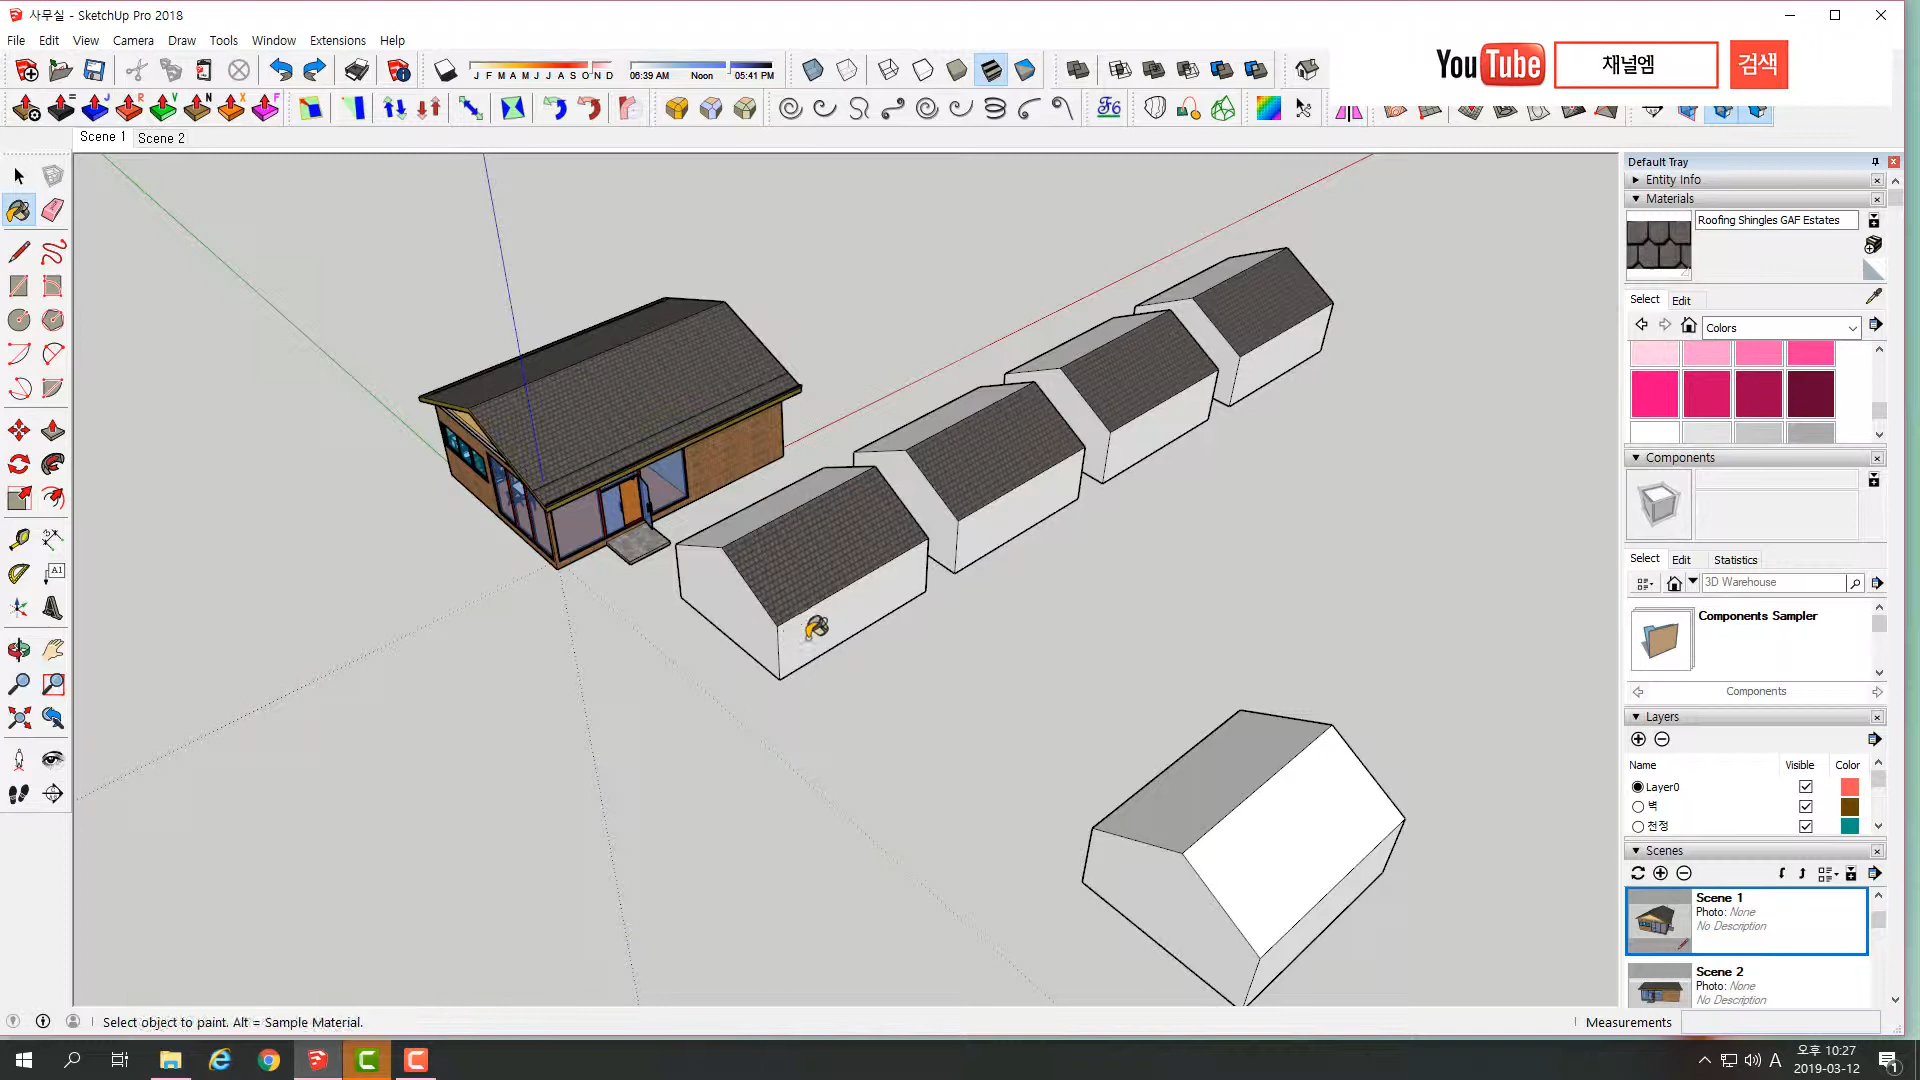 사무실 - SketchUp Pro 2018
File Edit View Camera Draw Tools Window Extensions Help
J F M A M J J A S O N D
06:39 AM Noon 05:41 PM
YouTube 채널엠 검색
Scene 1 Scene 2
Default Tray
Entity Info
Materials
Roofing Shingles GAF Estates
Select Edit
Colors
Components
Select Edit Statistics
3D Warehouse
Components Sampler
Components
Layers
Name Visible Color
Layer0
벽
천정
Scenes
Scene 1
Photo: None
No Description
Scene 2
Photo: None
No Description
Select object to paint. Alt = Sample Material.
Measurements
A 오후 10:27
2019-03-12
1